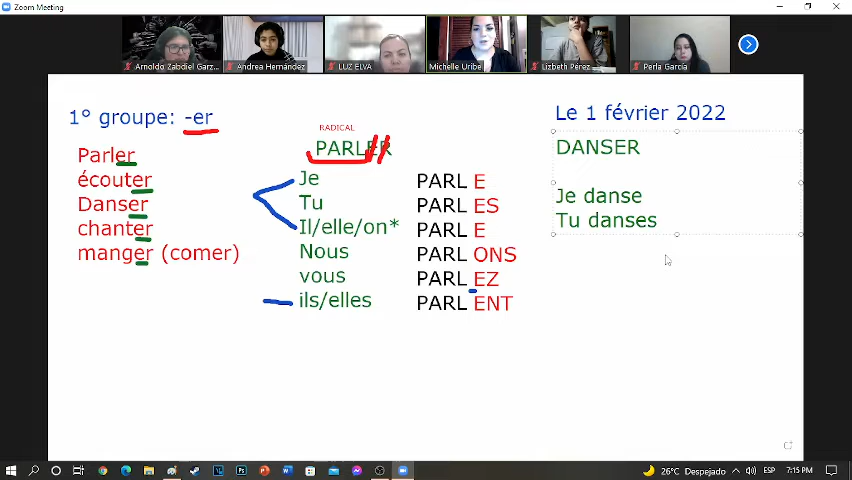 Zoom Meeting
Arnoldo Zabdiel Garz...
Andrea Hernández
LUZ ELVA
Michelle Uribe
Lizbeth Pérez
Perla García
1° groupe: -er
Parler
écouter
Danser
chanter
manger (comer)
RADICAL
PARLER
Je PARL E
Tu PARL ES
Il/elle/on* PARL E
Nous PARL ONS
vous PARL EZ
ils/elles PARL ENT
Le 1 février 2022
DANSER
Je danse
Tu danses
26°C Despejado
ESP
7:15 PM